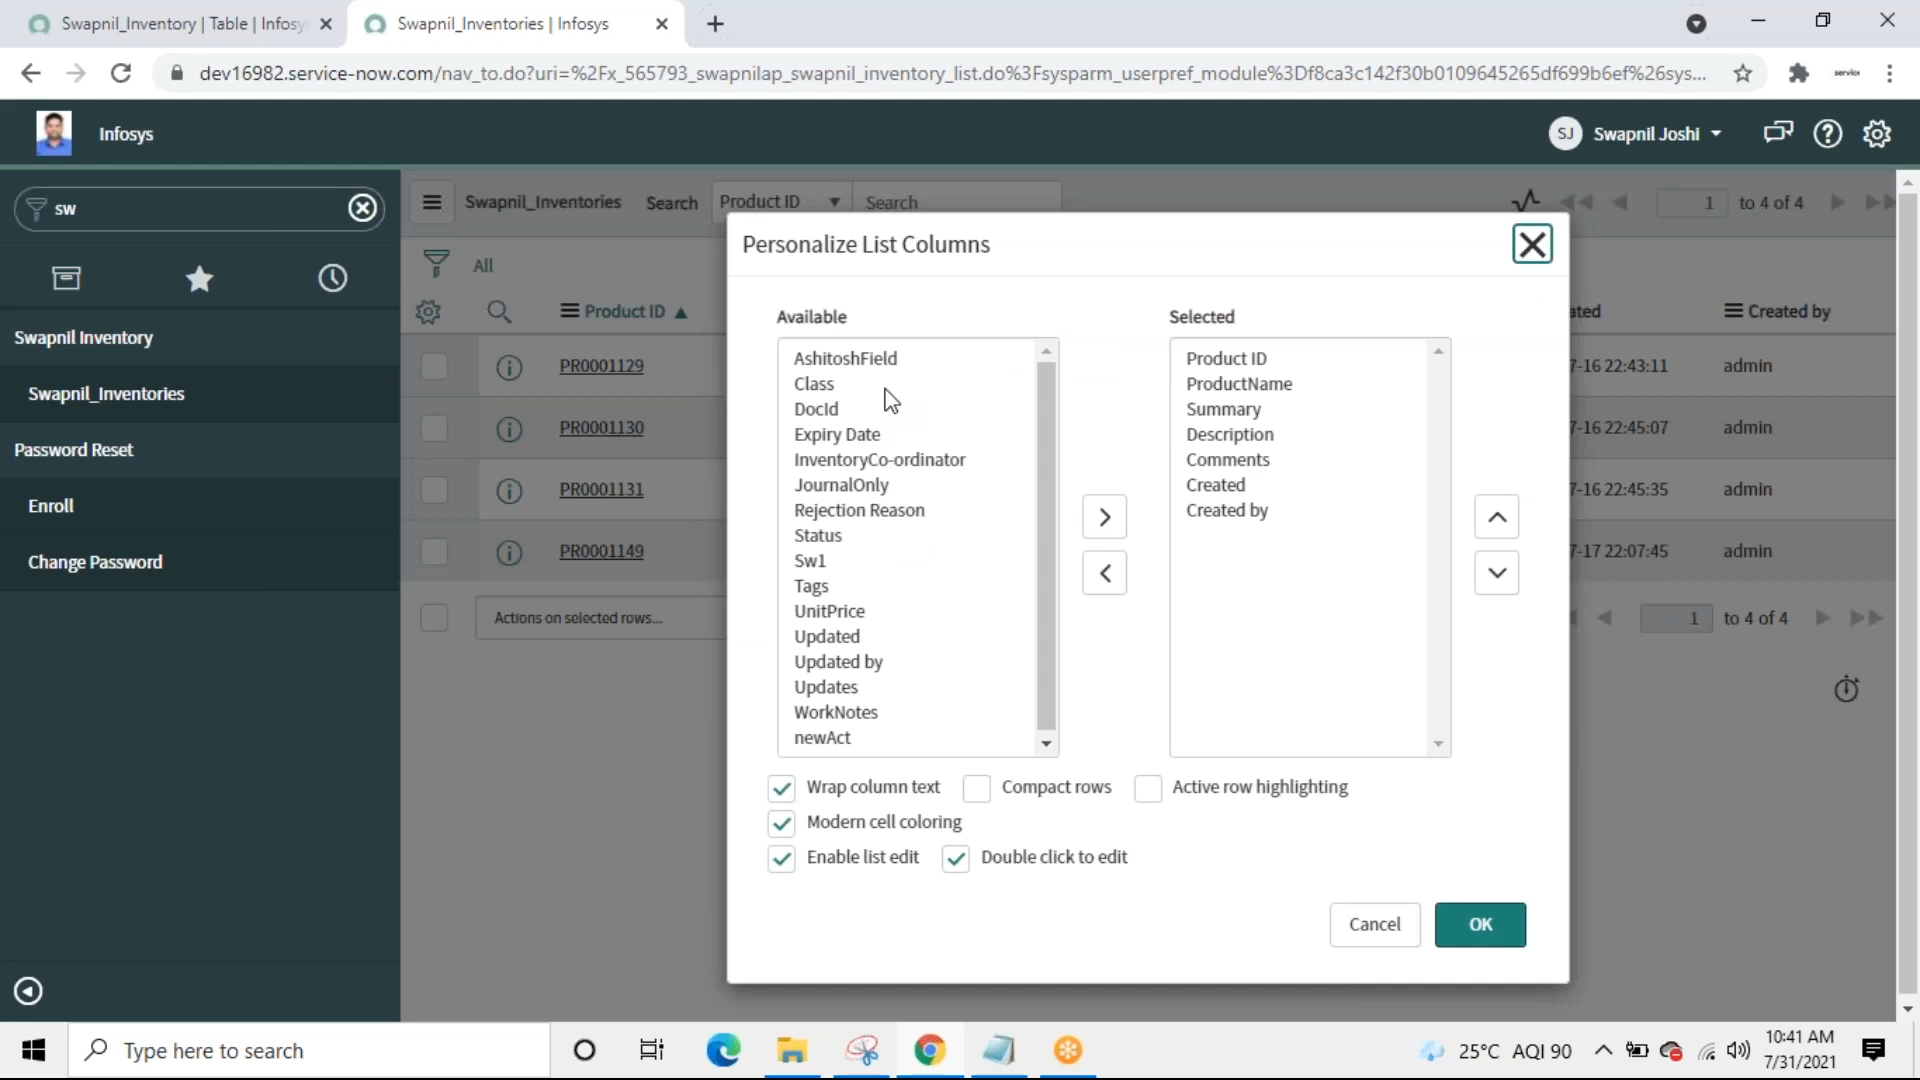 Swapnil_Inventory | Table | Infosy
Swapnil_Inventories | Infosys
dev16982.service-now.com/nav_to.do?uri=%2Fx_565793_swapnilap_swapnil_inventory_list.do%3Fsysparm_userpref_module%3Df8ca3c142f30b0109645265df699b6ef%26sys...
Infosys
SJ Swapnil Joshi
sw
Swapnil Inventory
Swapnil_Inventories
Password Reset
Enroll
Change Password
Swapnil_Inventories Search Product ID Search
1 to 4 of 4
All
Product ID
ated
Created by
PR0001129
7-16 22:43:11 admin
PR0001130
7-16 22:45:07 admin
PR0001131
7-16 22:45:35 admin
PR0001149
7-17 22:07:45 admin
Actions on selected rows...
1 to 4 of 4
Personalize List Columns
Available
AshitoshField
Class
DocId
Expiry Date
InventoryCo-ordinator
JournalOnly
Rejection Reason
Status
Sw1
Tags
UnitPrice
Updated
Updated by
Updates
WorkNotes
newAct
Selected
Product ID
ProductName
Summary
Description
Comments
Created
Created by
Wrap column text Compact rows Active row highlighting
Modern cell coloring
Enable list edit Double click to edit
Cancel OK
Type here to search
25°C AQI 90
10:41 AM
7/31/2021